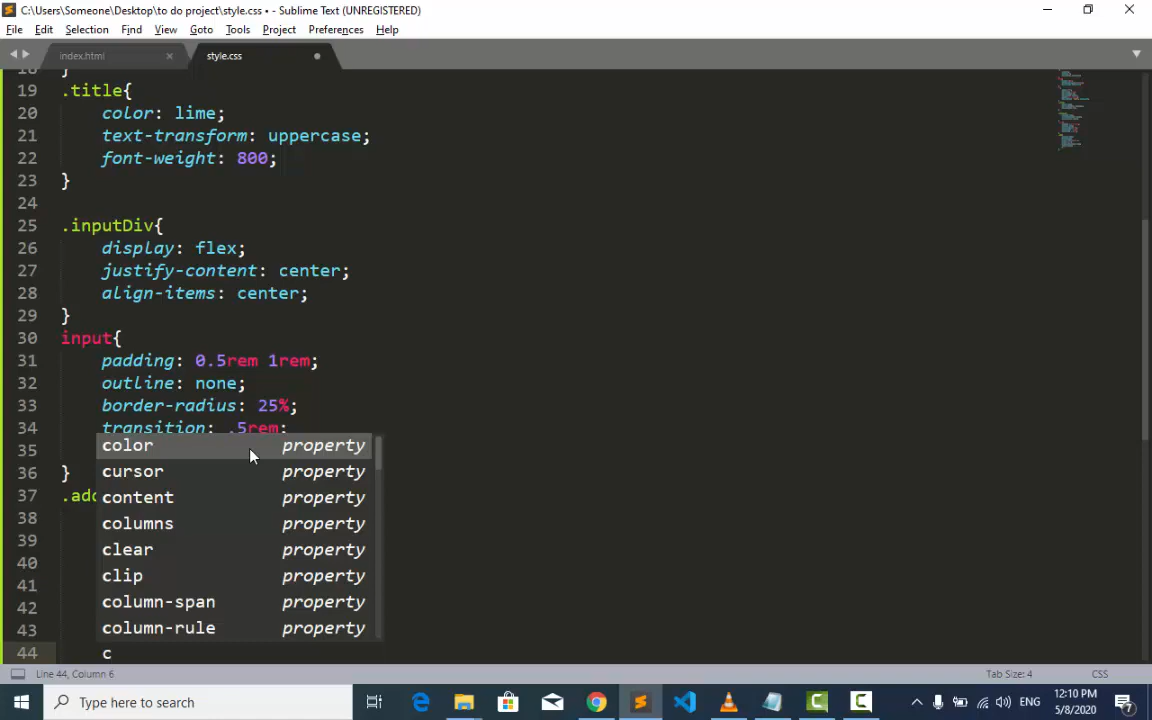 C:\Users\Someone\Desktop\to do project\style.css • - Sublime Text (UNREGISTERED)
File Edit Selection Find View Goto Tools Project Preferences Help
index.html × style.css
18 }
19 .title{
20 color: lime;
21 text-transform: uppercase;
22 font-weight: 800;
23 }
24
25 .inputDiv{
26 display: flex;
27 justify-content: center;
28 align-items: center;
29 }
30 input{
31 padding: 0.5rem 1rem;
32 outline: none;
33 border-radius: 25%;
34 transition: .5rem;
35 color property
36 } cursor property
37 .add content property
38 columns property
39 clear property
40
41 clip property
42 column-span property
43 column-rule property
44 c
Line 44, Column 6 Tab Size: 4 CSS
Type here to search ENG 12:10 PM
5/8/2020 7